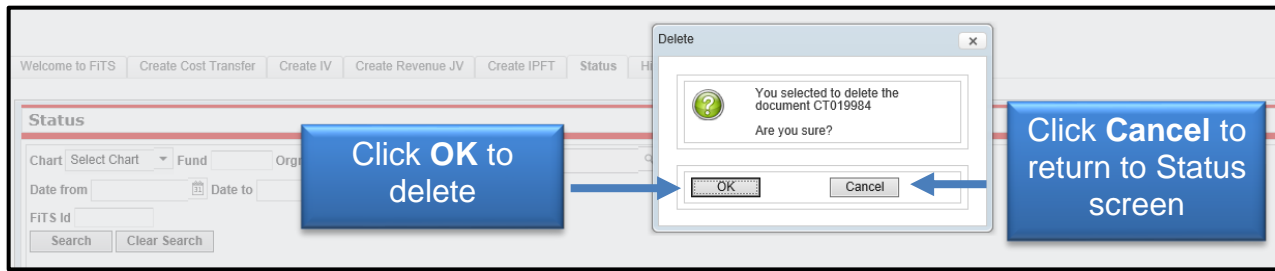 Delete
Welcome to FiTS Create Cost Transfer Create IV Create Revenue JV Create IPFT Status
You selected to delete the
document CT019984
Are you sure?
Status
Click OK to
delete
Click Cancel to
return to Status
screen
Chart Select Chart Fund
Date from Date to
OK Cancel
FiTS Id
Search Clear Search